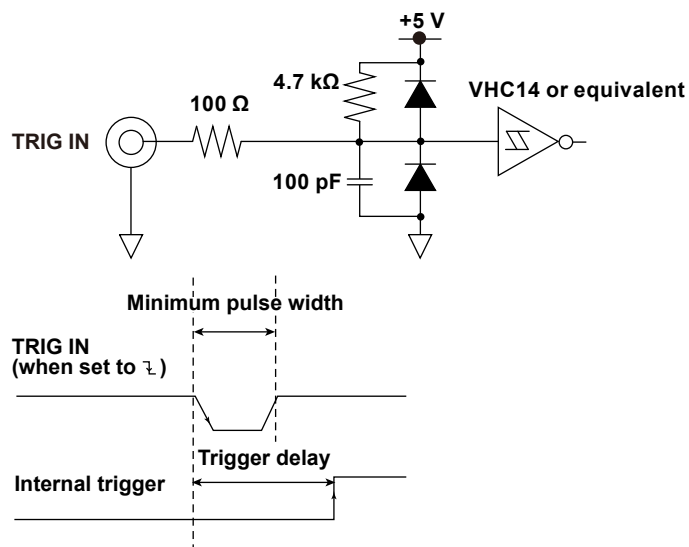 +5 V
4.7 kΩ
VHC14 or equivalent
100 Ω
TRIG IN
100 pF
Minimum pulse width
TRIG IN
(when set to )
Trigger delay
Internal trigger